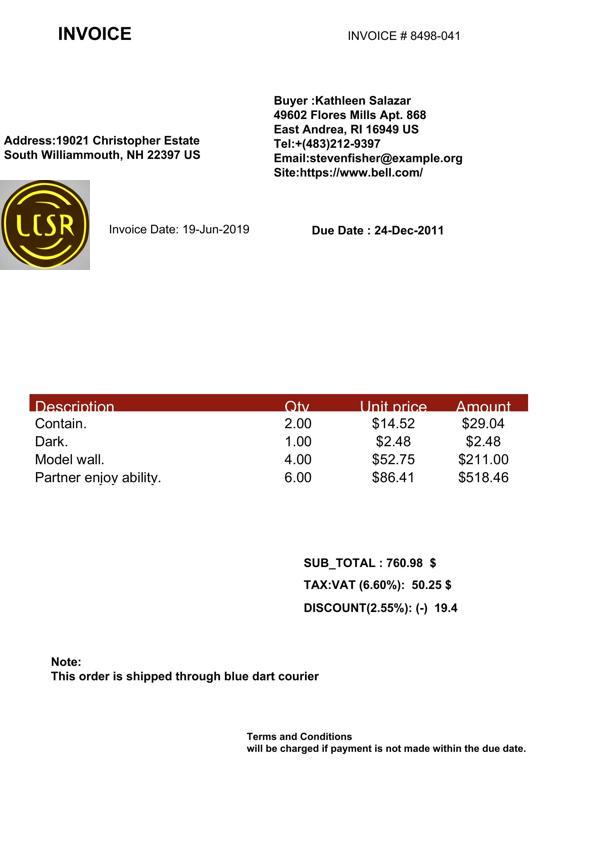 INVOICE
INVOICE # 8498-041
Buyer :Kathleen Salazar
49602 Flores Mills Apt. 868
East Andrea, RI 16949 US
Tel:+(483)212-9397
Email:stevenfisher@example.org
Site:https://www.bell.com/
Address:19021 Christopher Estate
South Williammouth, NH 22397 US
LCSR
Invoice Date: 19-Jun-2019
Due Date : 24-Dec-2011
Description Qty Unit price Amount
Contain. 2.00 $14.52 $29.04
Dark. 1.00 $2.48 $2.48
Model wall. 4.00 $52.75 $211.00
Partner enjoy ability. 6.00 $86.41 $518.46
SUB_TOTAL : 760.98 $
TAX:VAT (6.60%): 50.25 $
DISCOUNT(2.55%): (-) 19.4
Note:
This order is shipped through blue dart courier
Terms and Conditions
will be charged if payment is not made within the due date.